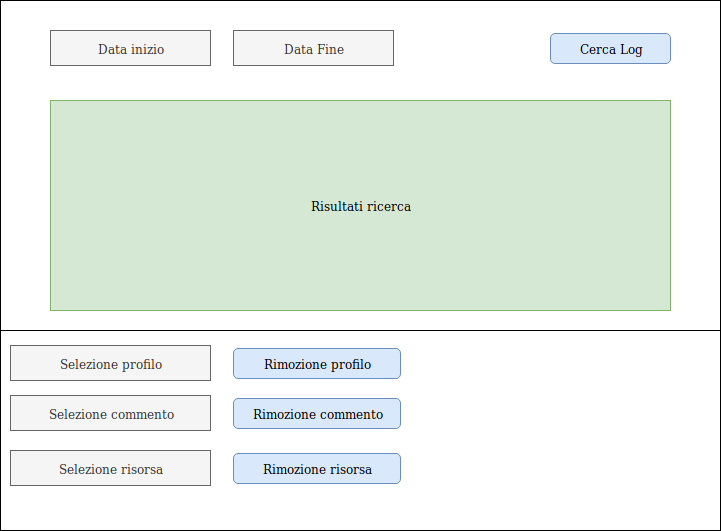 Data inizio
Data Fine
Cerca Log
Risultati ricerca
Selezione profilo
Rimozione profilo
Selezione commento
Rimozione commento
Selezione risorsa
Rimozione risorsa